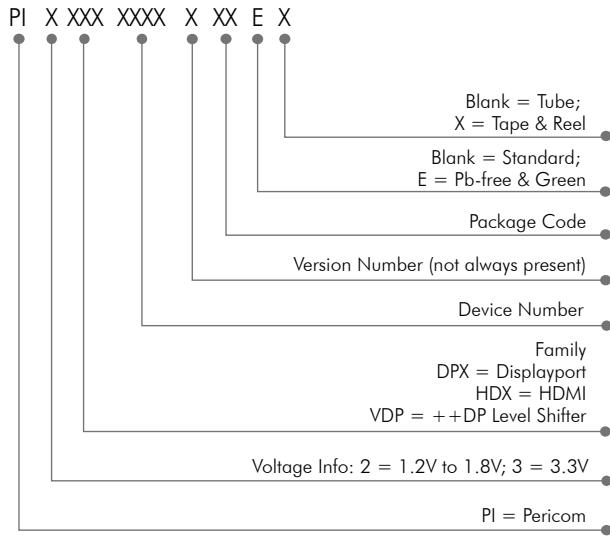 PI X XXX XXXX X XX E X
Blank = Tube;
X = Tape & Reel
Blank = Standard;
E = Pb-free & Green
Package Code
Version Number (not always present)
Device Number
Family
DPX = Displayport
HDX = HDMI
VDP = ++DP Level Shifter
Voltage Info: 2 = 1.2V to 1.8V; 3 = 3.3V
PI = Pericom